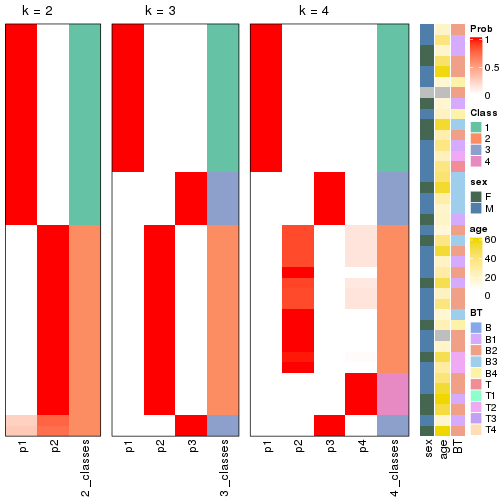 k = 2
k = 3
k = 4
p1
p2
2_classes
p1
p2
p3
3_classes
p1
p2
p3
p4
4_classes
sex
age
BT
Prob
1
0.5
0
Class
1
2
3
4
sex
F
M
age
60
40
20
0
BT
B
B1
B2
B3
B4
T
T1
T2
T3
T4